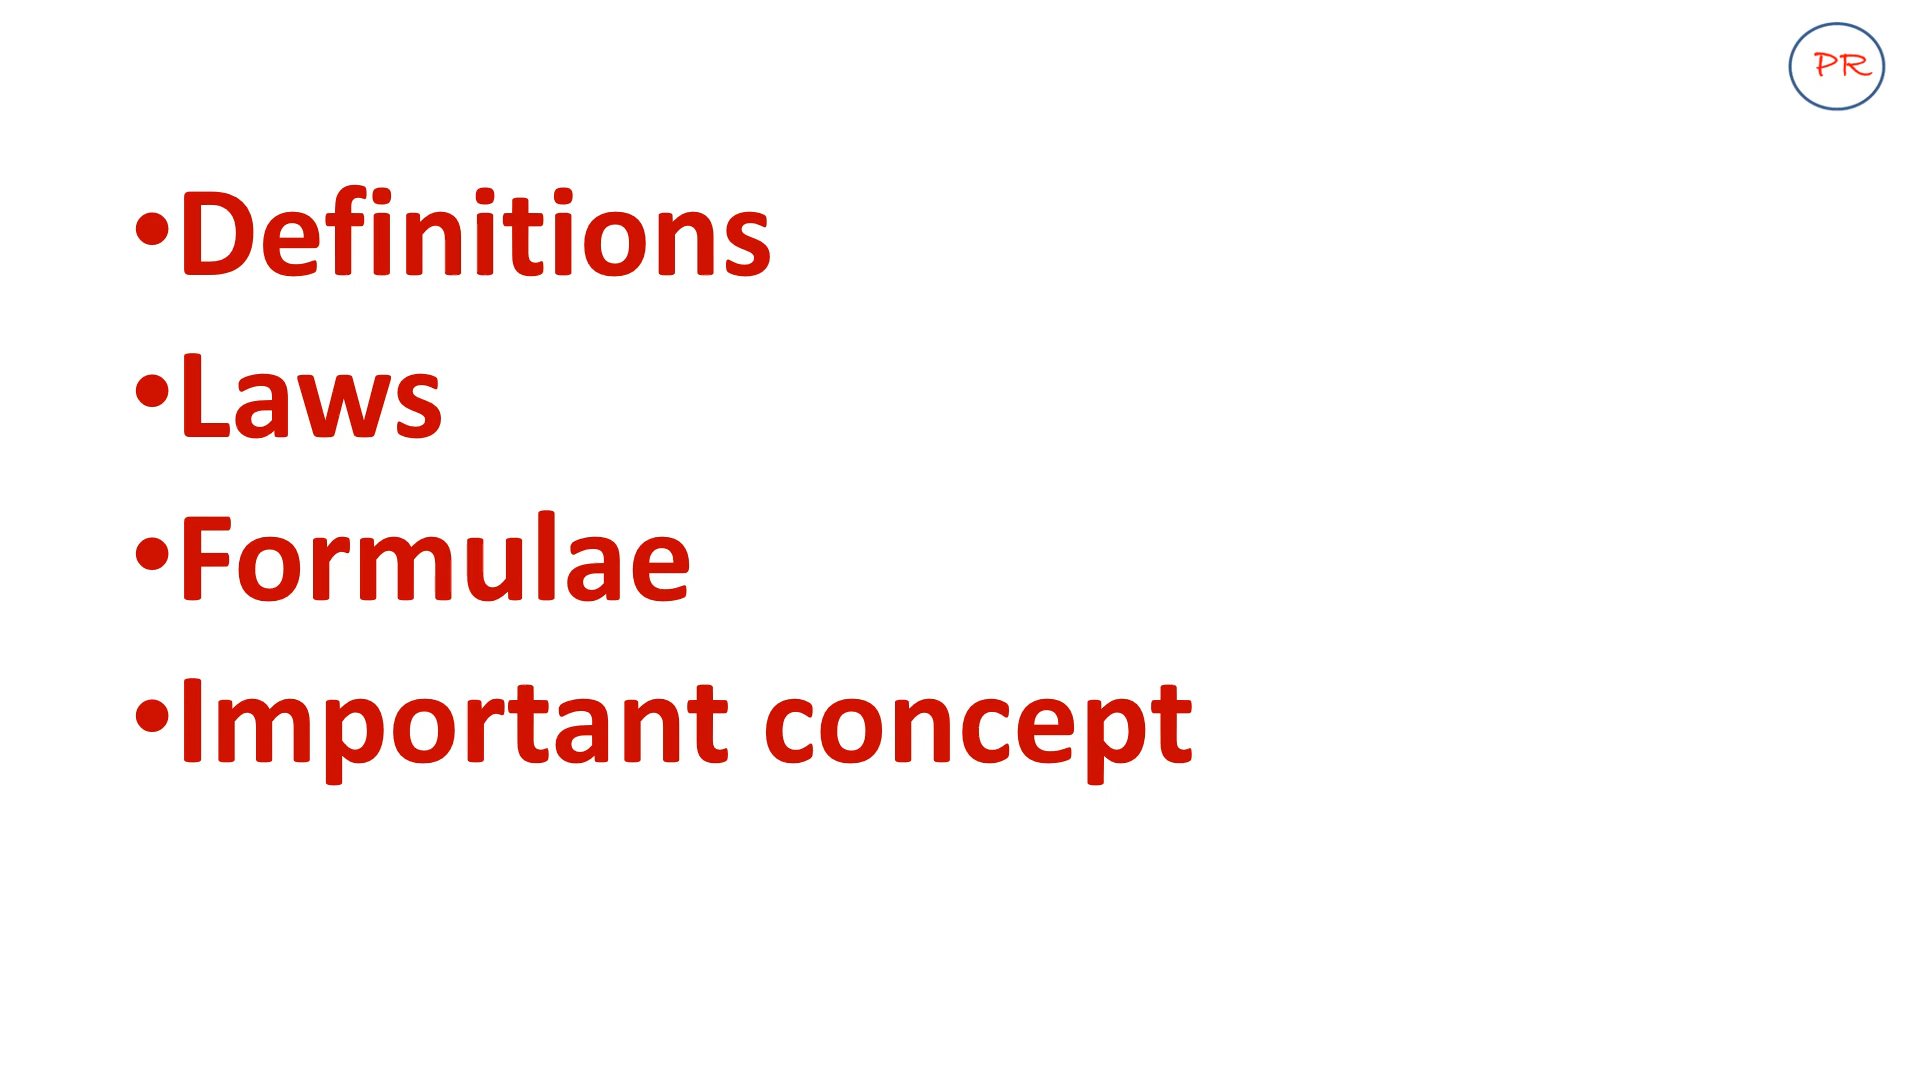 PR
•Definitions
•Laws
•Formulae
•Important concept